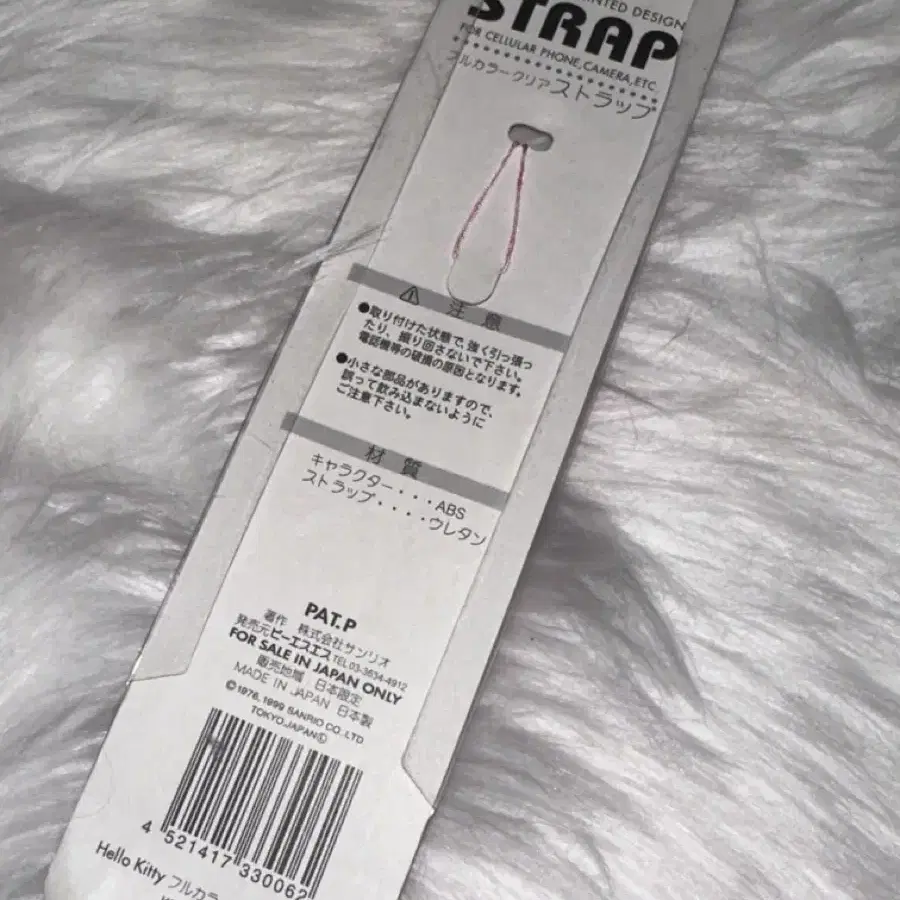 DESIGN
STRAP
FOR CELLULAR PHONE, CAMERA, ETC.
フルカラークリアストラップ
⚠ 注意
●取り付けた状態で、強く引っ張っ
たり、振り回さないで下さい。
電話機等の破損の原因となります。
●小さな部品がありますので、
誤って飲み込まないように
ご注意下さい。
材質
キャラクター・・・ABS
ストラップ・・・・ウレタン
PAT.P
著作 株式会社サンリオ
発売元ピーエスエス TEL03-3634-4912
FOR SALE IN JAPAN ONLY
販売地域 日本限定
MADE IN JAPAN 日本製
©1976, 1999 SANRIO CO., LTD.
TOKYO, JAPAN Ⓛ
4 521417 330062
Hello Kitty フルカラ